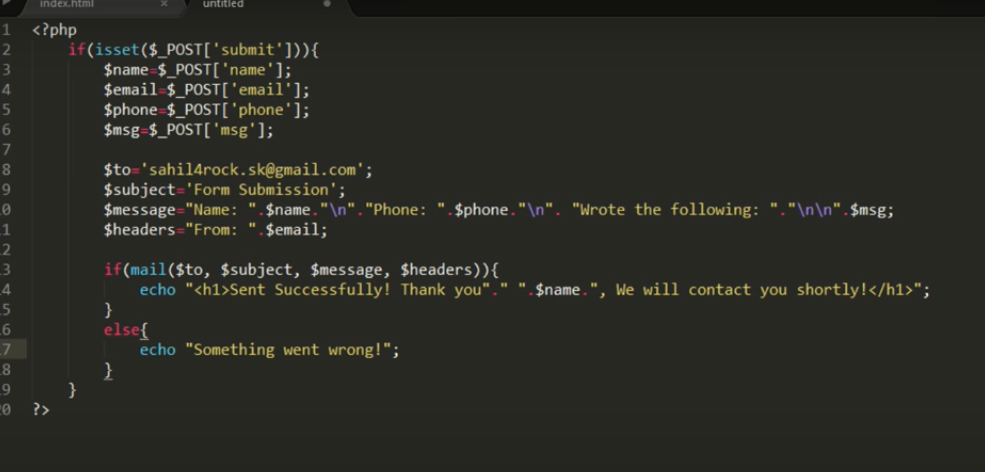 index.html × untitled
1 <?php
2 if(isset($_POST['submit'])){
3 $name=$_POST['name'];
4 $email=$_POST['email'];
5 $phone=$_POST['phone'];
6 $msg=$_POST['msg'];
7
8 $to='sahil4rock.sk@gmail.com';
9 $subject='Form Submission';
0 $message="Name: ".$name."\n"."Phone: ".$phone."\n". "Wrote the following: "."\n\n".$msg;
1 $headers="From: ".$email;
2
3 if(mail($to, $subject, $message, $headers)){
4 echo "<h1>Sent Successfully! Thank you"." ".$name.", We will contact you shortly!</h1>";
5 }
6 else{
7 echo "Something went wrong!";
8 }
9 }
0 ?>